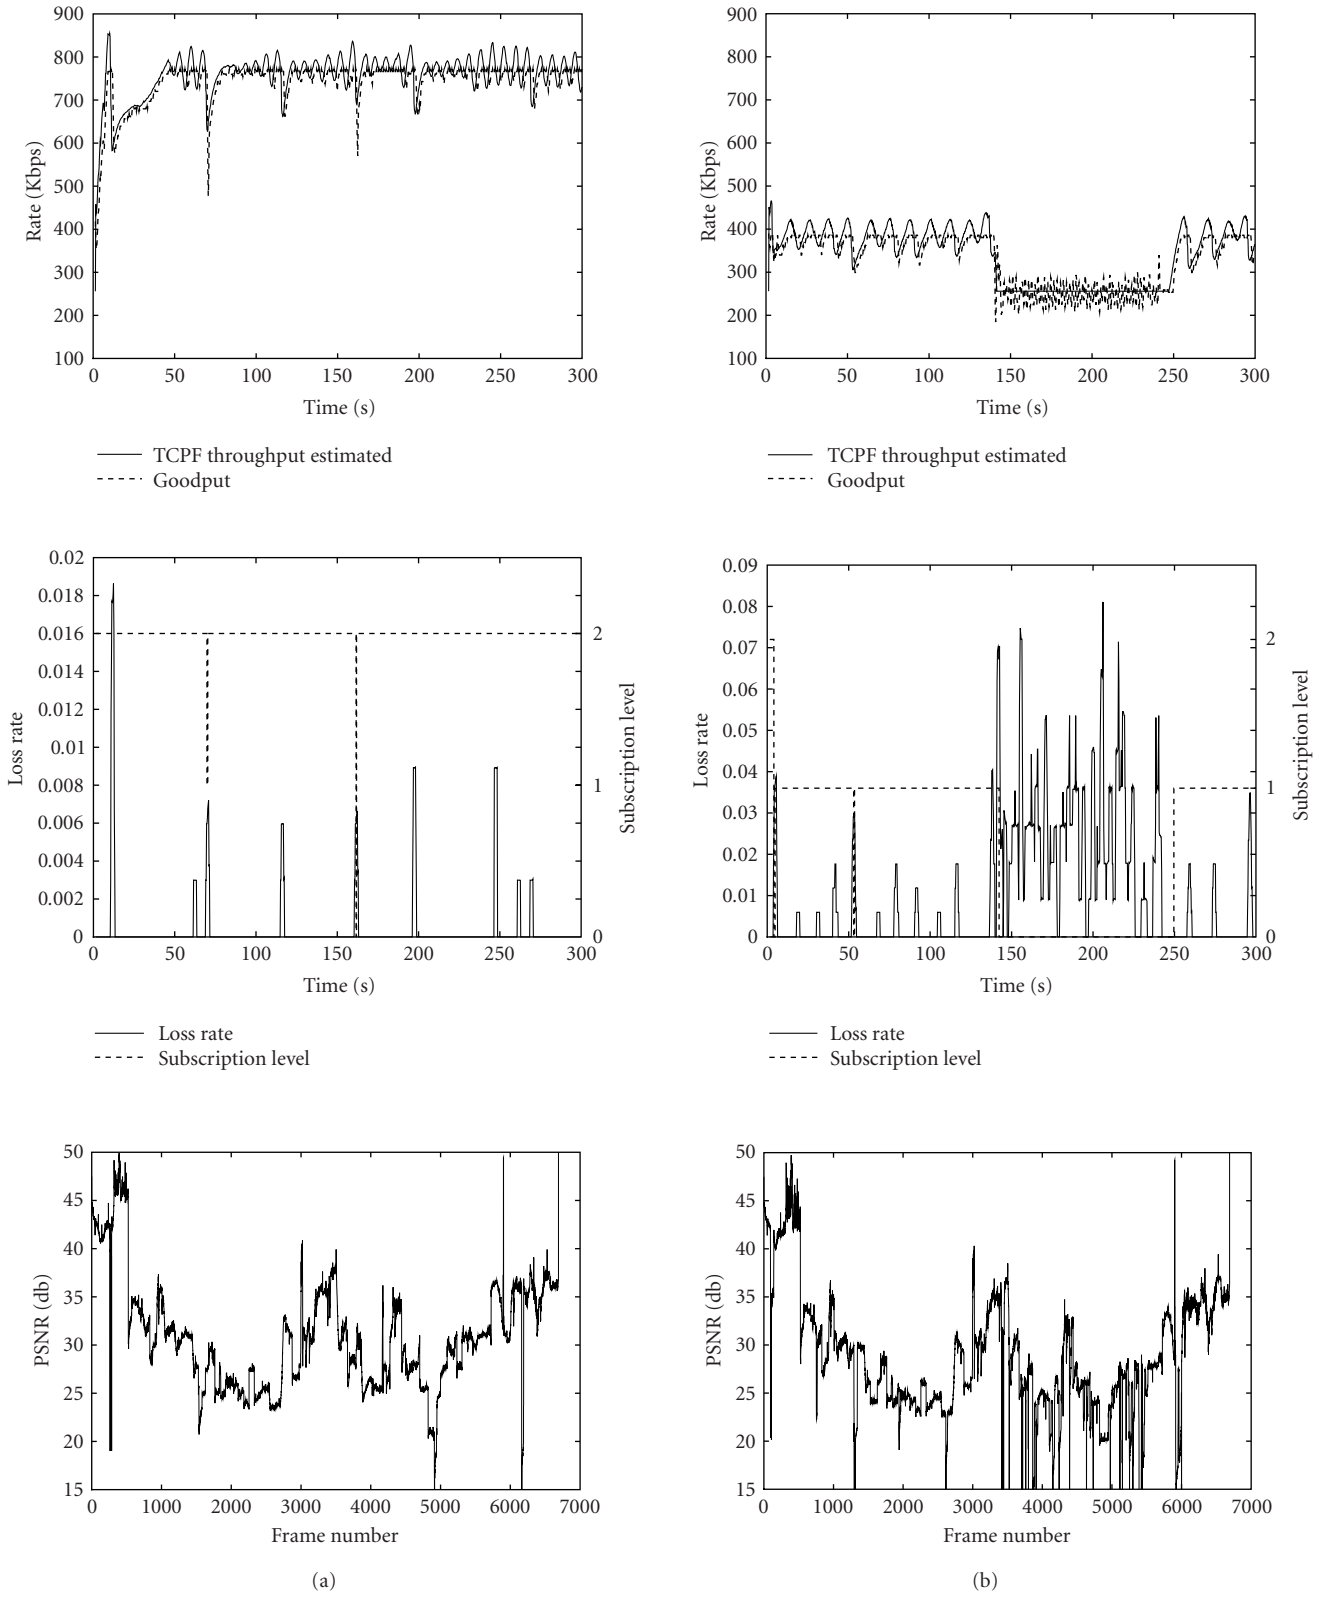 900
800
700
600
500
400
300
200
100
Rate (Kbps)
0 50 100 150 200 250 300
Time (s)
TCPF throughput estimated
Goodput
900
800
700
600
500
400
300
200
100
Rate (Kbps)
0 50 100 150 200 250 300
Time (s)
TCPF throughput estimated
Goodput
0.02
0.018
0.016
0.014
0.012
0.01
0.008
0.006
0.004
0.002
0
Loss rate
2
1
0
Subscription level
0 50 100 150 200 250 300
Time (s)
Loss rate
Subscription level
0.09
0.08
0.07
0.06
0.05
0.04
0.03
0.02
0.01
0
Loss rate
2
1
0
Subscription level
0 50 100 150 200 250 300
Time (s)
Loss rate
Subscription level
50
45
40
35
30
25
20
15
PSNR (db)
0 1000 2000 3000 4000 5000 6000 7000
Frame number
(a)
50
45
40
35
30
25
20
15
PSNR (db)
0 1000 2000 3000 4000 5000 6000 7000
Frame number
(b)